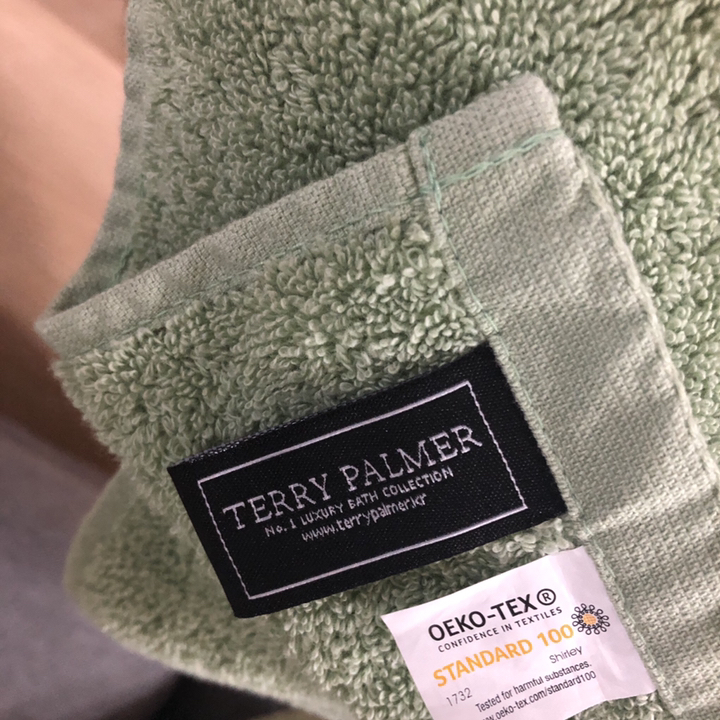 TERRY PALMER
No. 1 LUXURY BATH COLLECTION
www.terrypalmer.kr
OEKO-TEX®
CONFIDENCE IN TEXTILES
STANDARD 100
1732 Shirley
Tested for harmful substances.
www.oeko-tex.com/standard100